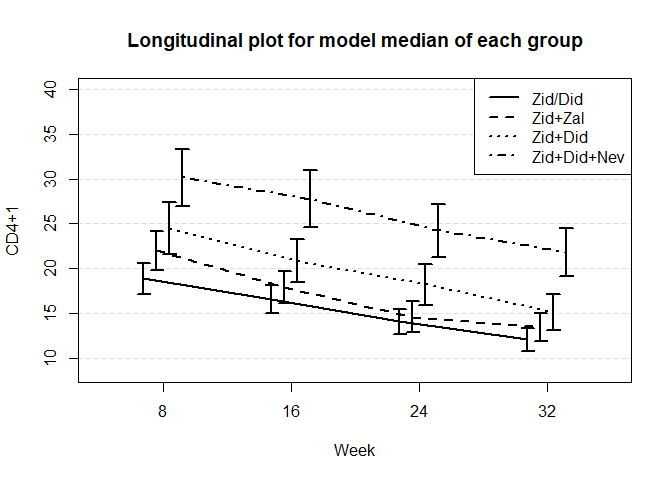 Longitudinal plot for model median of each group
40
35
30
25
20
15
10
CD4+1
Zid/Did
Zid+Zal
Zid+Did
Zid+Did+Nev
8
16
24
32
Week